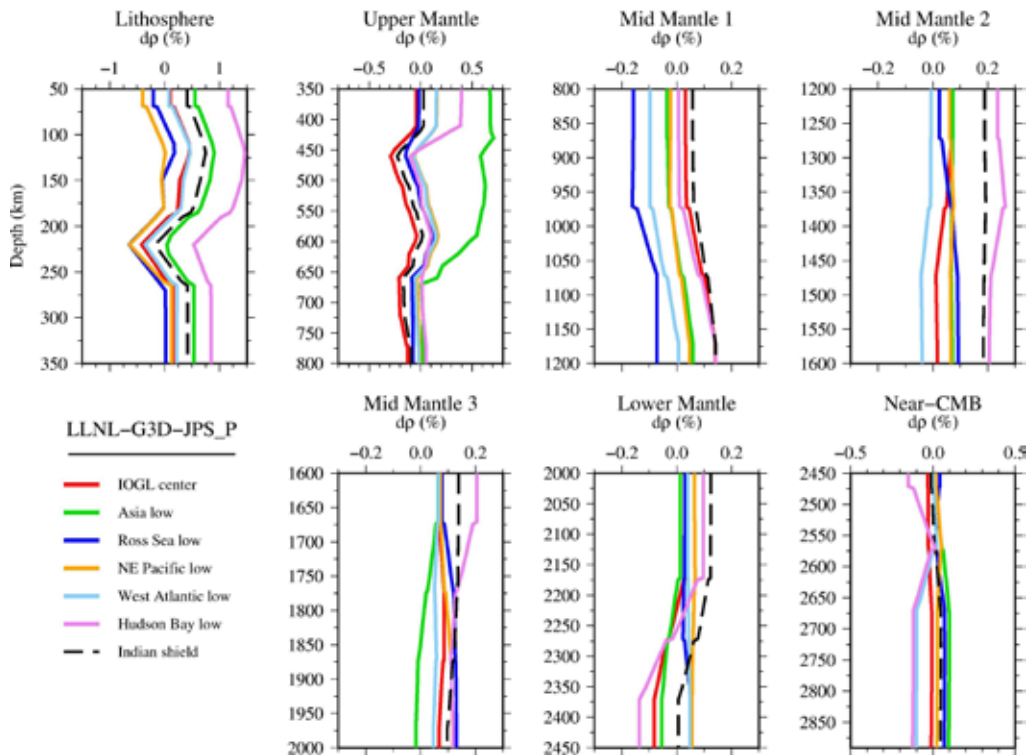 Lithosphere
dρ (%)
−1 0 1
50
100
150
200
250
300
350
Depth (km)
Upper Mantle
dρ (%)
−0.5 0.0 0.5
350
400
450
500
550
600
650
700
750
800
Mid Mantle 1
dρ (%)
−0.2 0.0 0.2
800
900
1000
1100
1200
Mid Mantle 2
dρ (%)
−0.2 0.0 0.2
1200
1250
1300
1350
1400
1450
1500
1550
1600
LLNL−G3D−JPS_P
IOGL center
Asia low
Ross Sea low
NE Pacific low
West Atlantic low
Hudson Bay low
Indian shield
Mid Mantle 3
dρ (%)
−0.2 0.0 0.2
1600
1650
1700
1750
1800
1850
1900
1950
2000
Lower Mantle
dρ (%)
−0.2 0.0 0.2
2000
2050
2100
2150
2200
2250
2300
2350
2400
2450
Near−CMB
dρ (%)
−0.5 0.0 0.5
2450
2500
2550
2600
2650
2700
2750
2800
2850